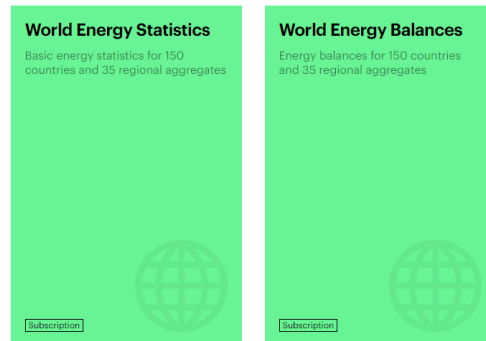 World Energy Statistics
Basic energy statistics for 150
countries and 35 regional aggregates
Subscription
World Energy Balances
Energy balances for 150 countries
and 35 regional aggregates
Subscription